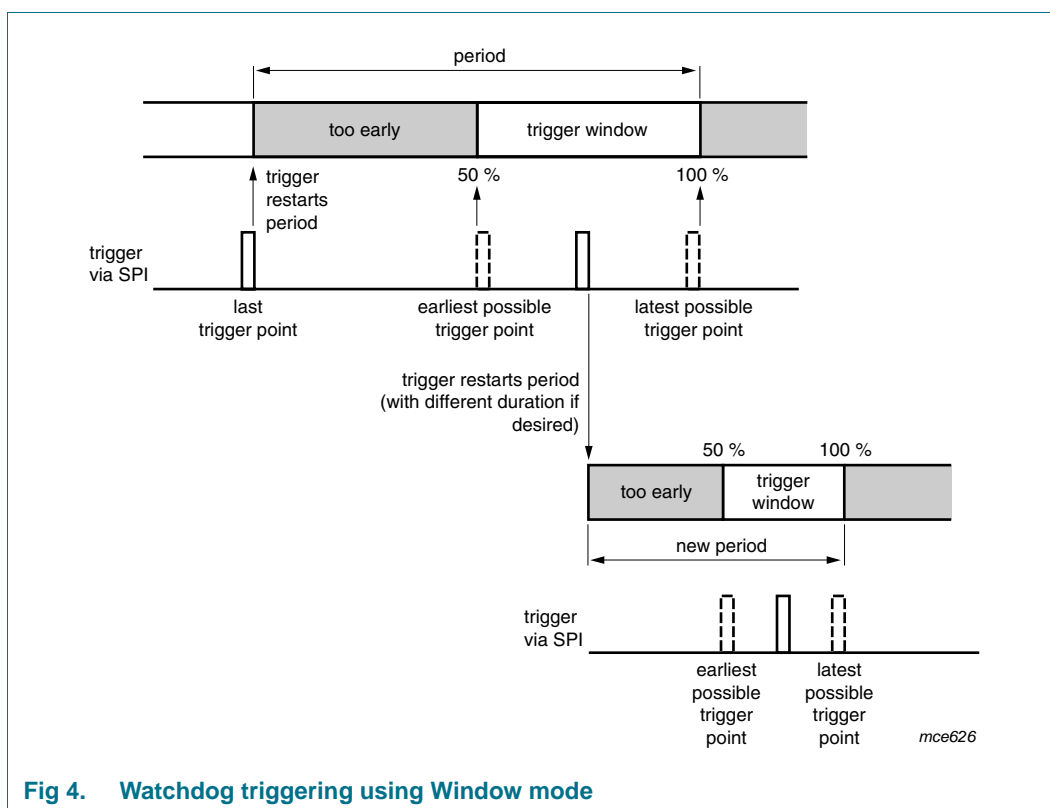 period
too early
trigger window
trigger
restarts
period
50 %
100 %
trigger
via SPI
last
trigger point
earliest possible
trigger point
latest possible
trigger point
trigger restarts period
(with different duration if
desired)
50 %
100 %
too early
trigger
window
new period
trigger
via SPI
earliest
possible
trigger
point
latest
possible
trigger
point
mce626
Fig 4. Watchdog triggering using Window mode